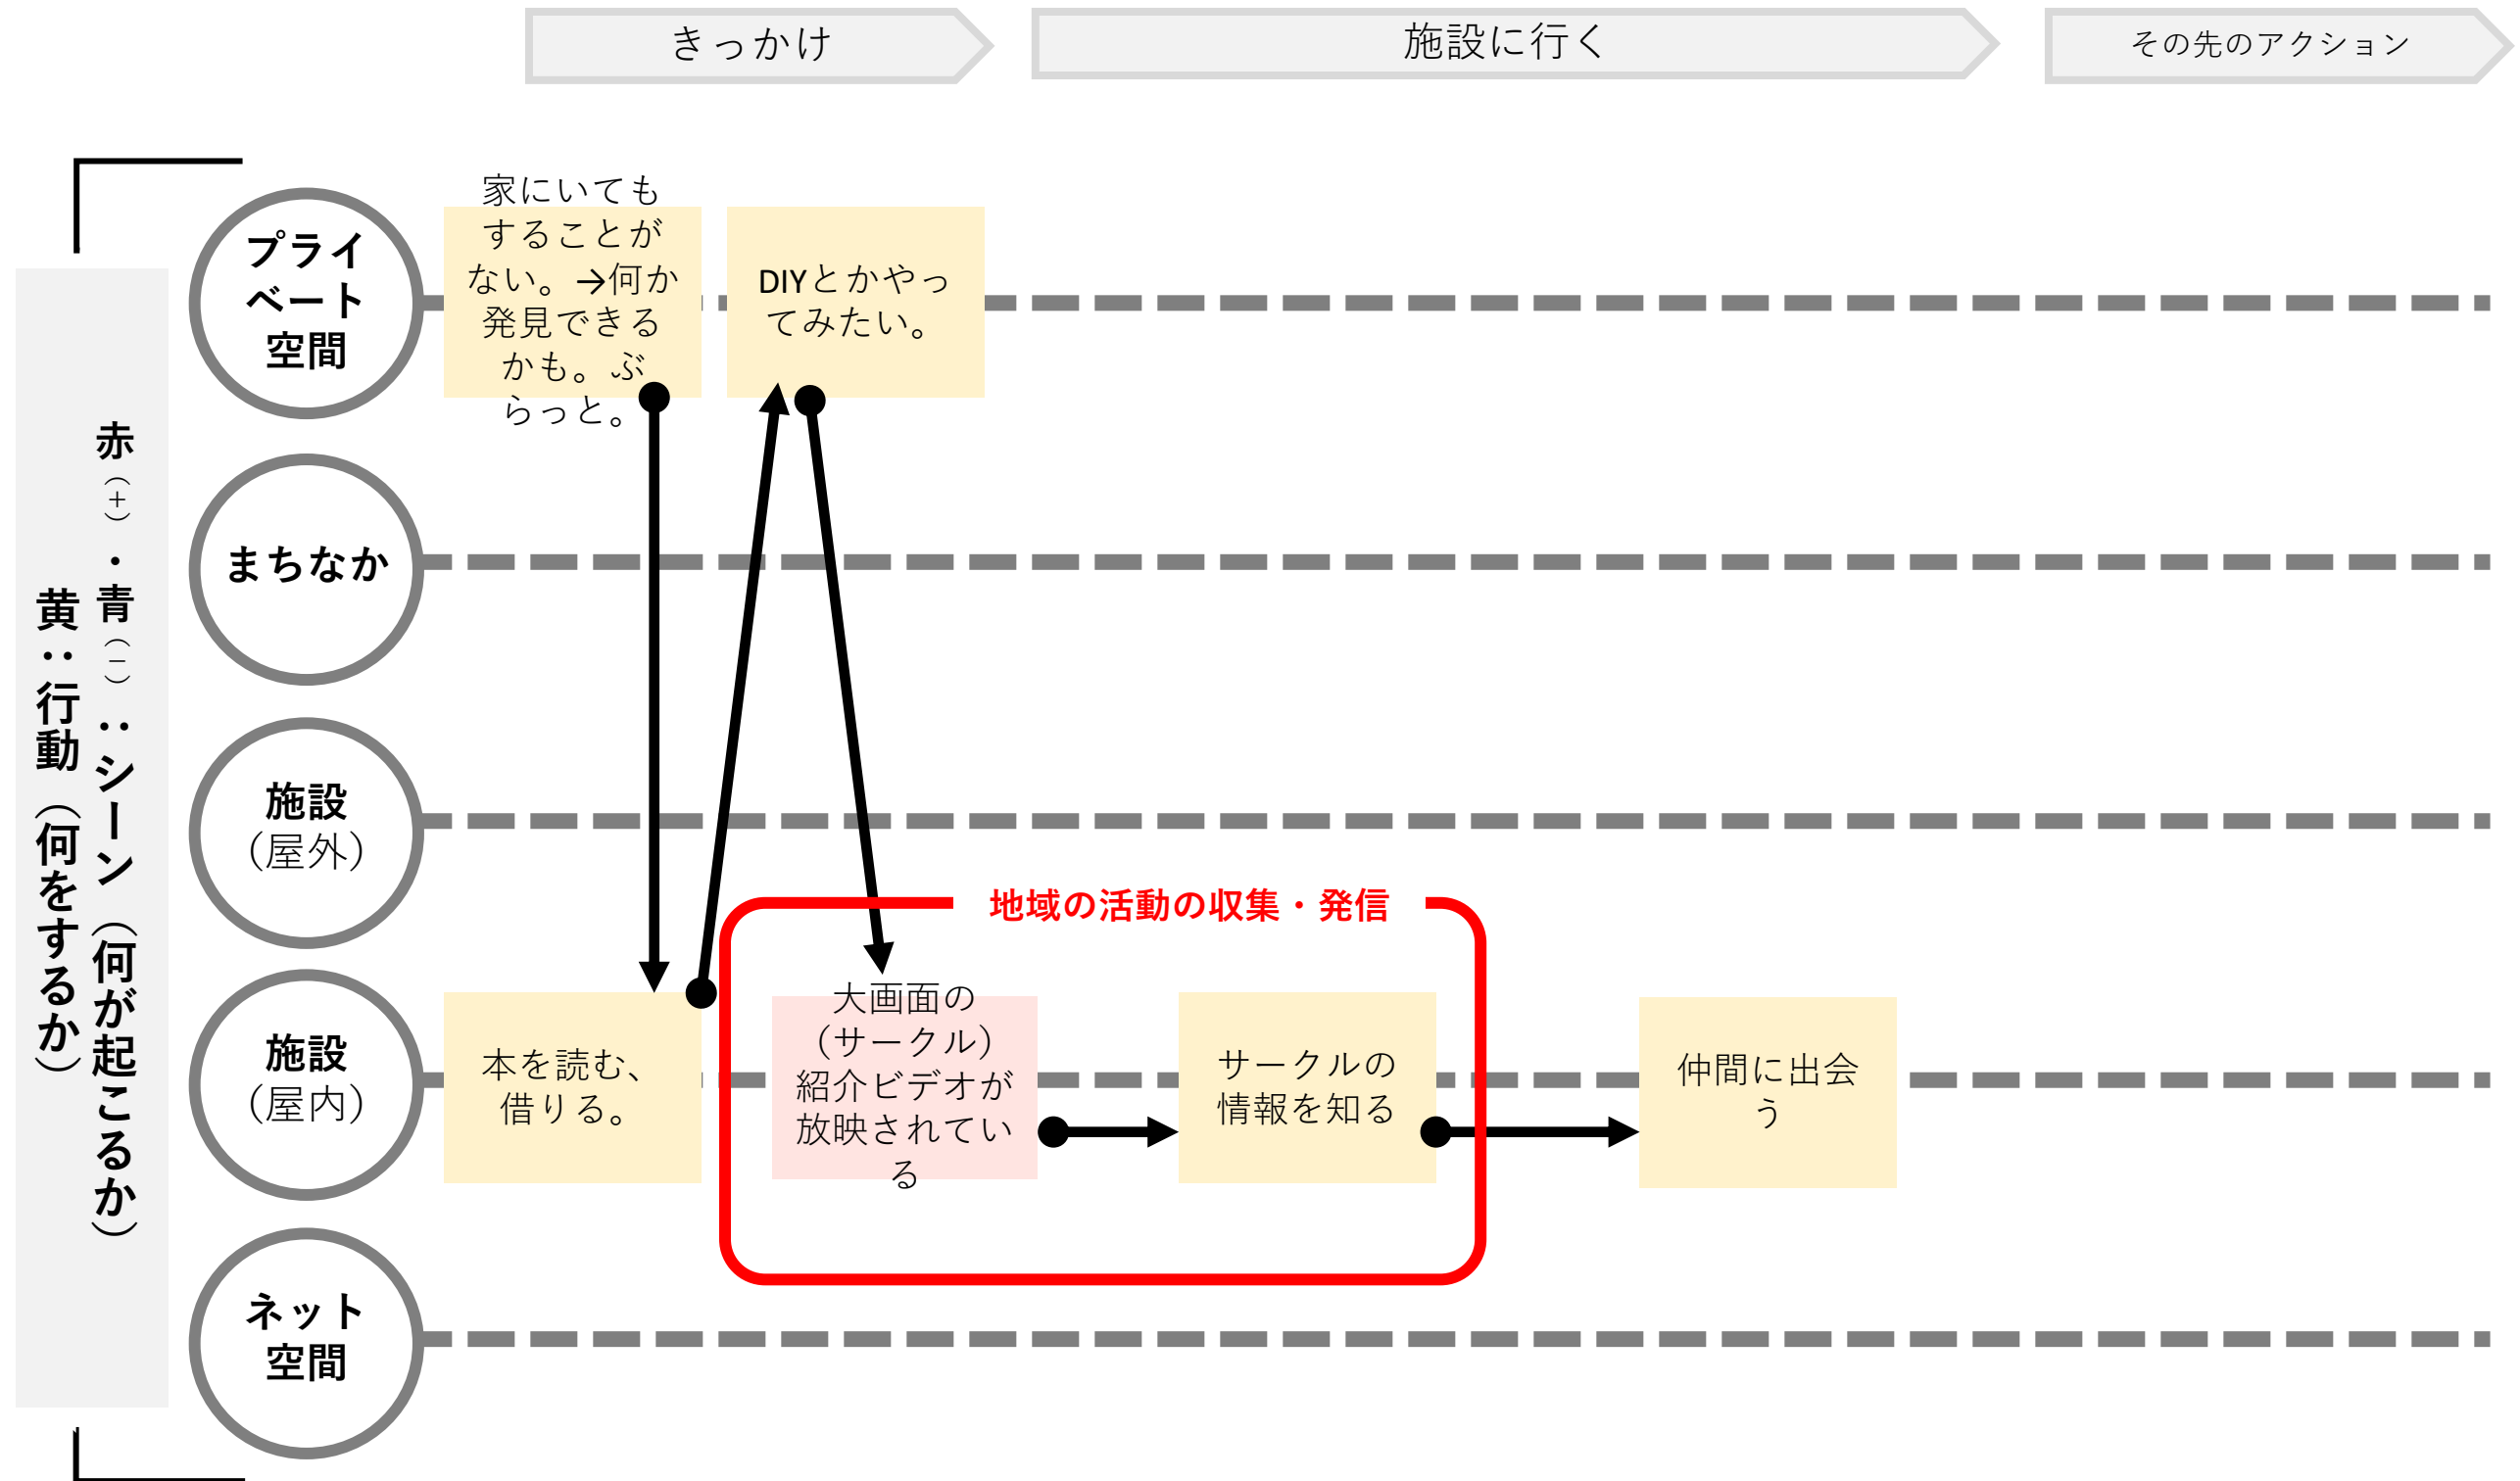 きっかけ
施設に行く
その先のアクション
赤（＋）・青（－）：シーン（何が起こるか）
黄：行動（何をするか）
プライ
ベート
空間
家にいても
することが
ない。→何か
発見できる
かも。ぶ
らっと。
DIYとかやっ
てみたい。
まちなか
施設
（屋外）
地域の活動の収集・発信
施設
（屋内）
本を読む、
借りる。
大画面の
（サークル）
紹介ビデオが
放映されてい
る
サークルの
情報を知る
仲間に出会
う
ネット
空間